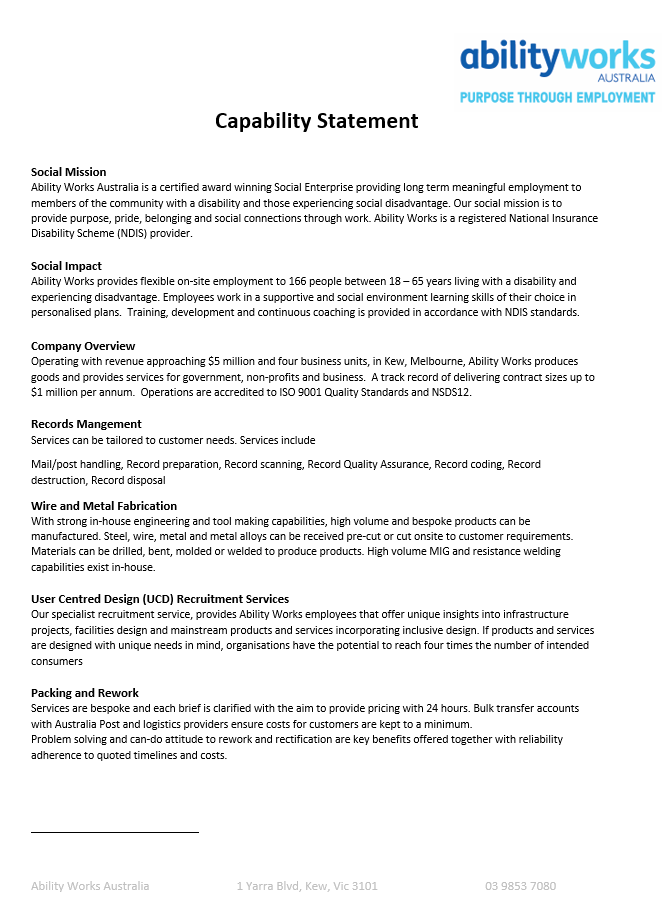 abilityworks
AUSTRALIA
PURPOSE THROUGH EMPLOYMENT
Capability Statement
Social Mission
Ability Works Australia is a certified award winning Social Enterprise providing long term meaningful employment to
members of the community with a disability and those experiencing social disadvantage. Our social mission is to
provide purpose, pride, belonging and social connections through work. Ability Works is a registered National Insurance
Disability Scheme (NDIS) provider.
Social Impact
Ability Works provides flexible on-site employment to 166 people between 18 – 65 years living with a disability and
experiencing disadvantage. Employees work in a supportive and social environment learning skills of their choice in
personalised plans.  Training, development and continuous coaching is provided in accordance with NDIS standards.
Company Overview
Operating with revenue approaching $5 million and four business units, in Kew, Melbourne, Ability Works produces
goods and provides services for government, non-profits and business.  A track record of delivering contract sizes up to
$1 million per annum.  Operations are accredited to ISO 9001 Quality Standards and NSDS12.
Records Mangement
Services can be tailored to customer needs. Services include
Mail/post handling, Record preparation, Record scanning, Record Quality Assurance, Record coding, Record
destruction, Record disposal
Wire and Metal Fabrication
With strong in-house engineering and tool making capabilities, high volume and bespoke products can be
manufactured. Steel, wire, metal and metal alloys can be received pre-cut or cut onsite to customer requirements.
Materials can be drilled, bent, molded or welded to produce products. High volume MIG and resistance welding
capabilities exist in-house.
User Centred Design (UCD) Recruitment Services
Our specialist recruitment service, provides Ability Works employees that offer unique insights into infrastructure
projects, facilities design and mainstream products and services incorporating inclusive design. If products and services
are designed with unique needs in mind, organisations have the potential to reach four times the number of intended
consumers
Packing and Rework
Services are bespoke and each brief is clarified with the aim to provide pricing with 24 hours. Bulk transfer accounts
with Australia Post and logistics providers ensure costs for customers are kept to a minimum.
Problem solving and can-do attitude to rework and rectification are key benefits offered together with reliability
adherence to quoted timelines and costs.
Ability Works Australia 1 Yarra Blvd, Kew, Vic 3101 03 9853 7080